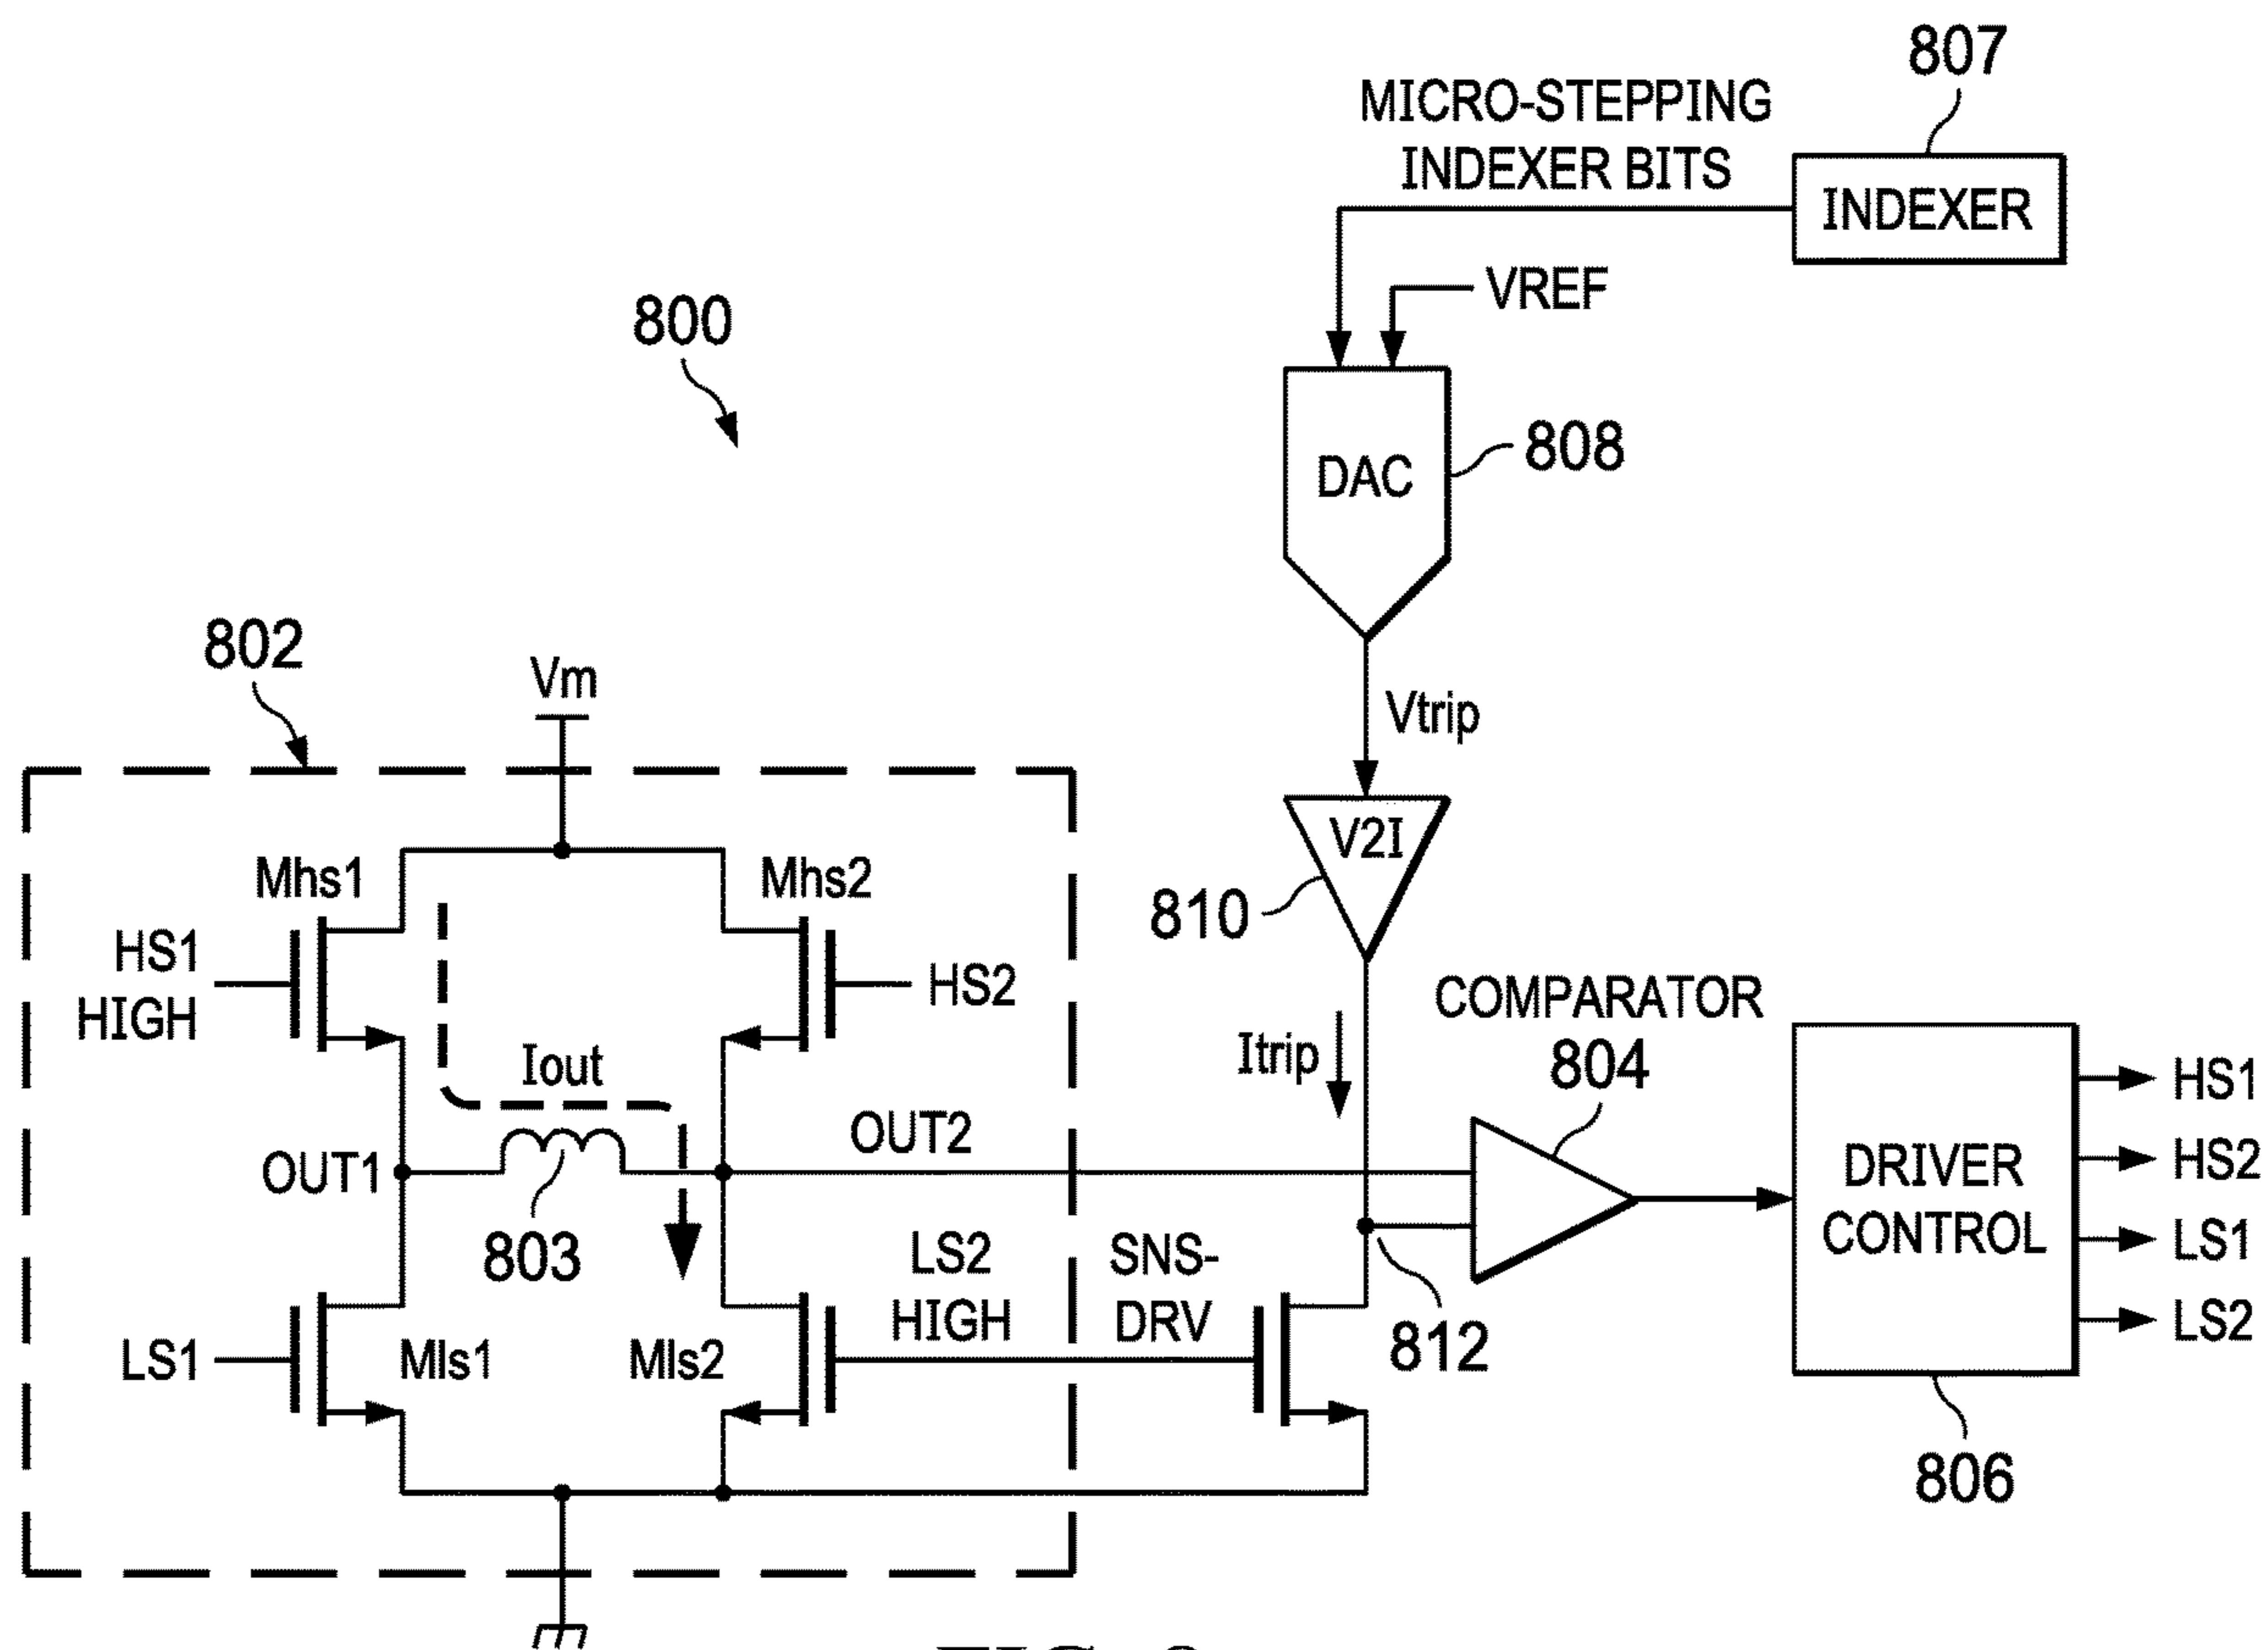 807
MICRO-STEPPING
INDEXER BITS
INDEXER
VREF
800
DAC
808
802
Vm
Vtrip
V2I
810
Mhs1
Mhs2
HS1
HIGH
HS2
COMPARATOR
804
Itrip
Iout
OUT1
OUT2
803
DRIVER
CONTROL
HS1
HS2
LS1
LS2
LS2
HIGH
SNS-
DRV
812
LS1
Mls1
Mls2
806